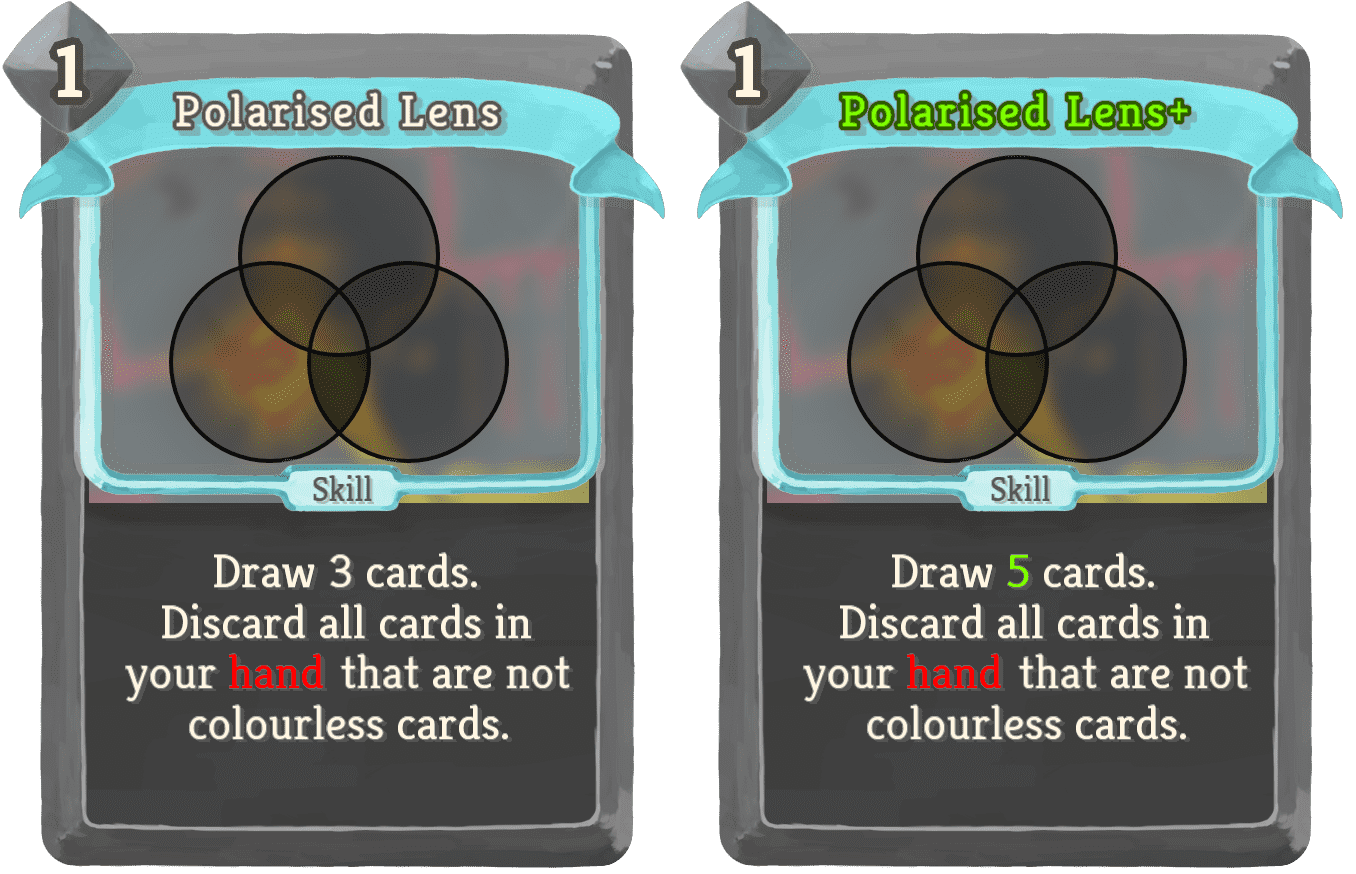 1
Polarised Lens
Skill
Draw 3 cards.
Discard all cards in
your hand that are not
colourless cards.
1
Polarised Lens+
Skill
Draw 5 cards.
Discard all cards in
your hand that are not
colourless cards.